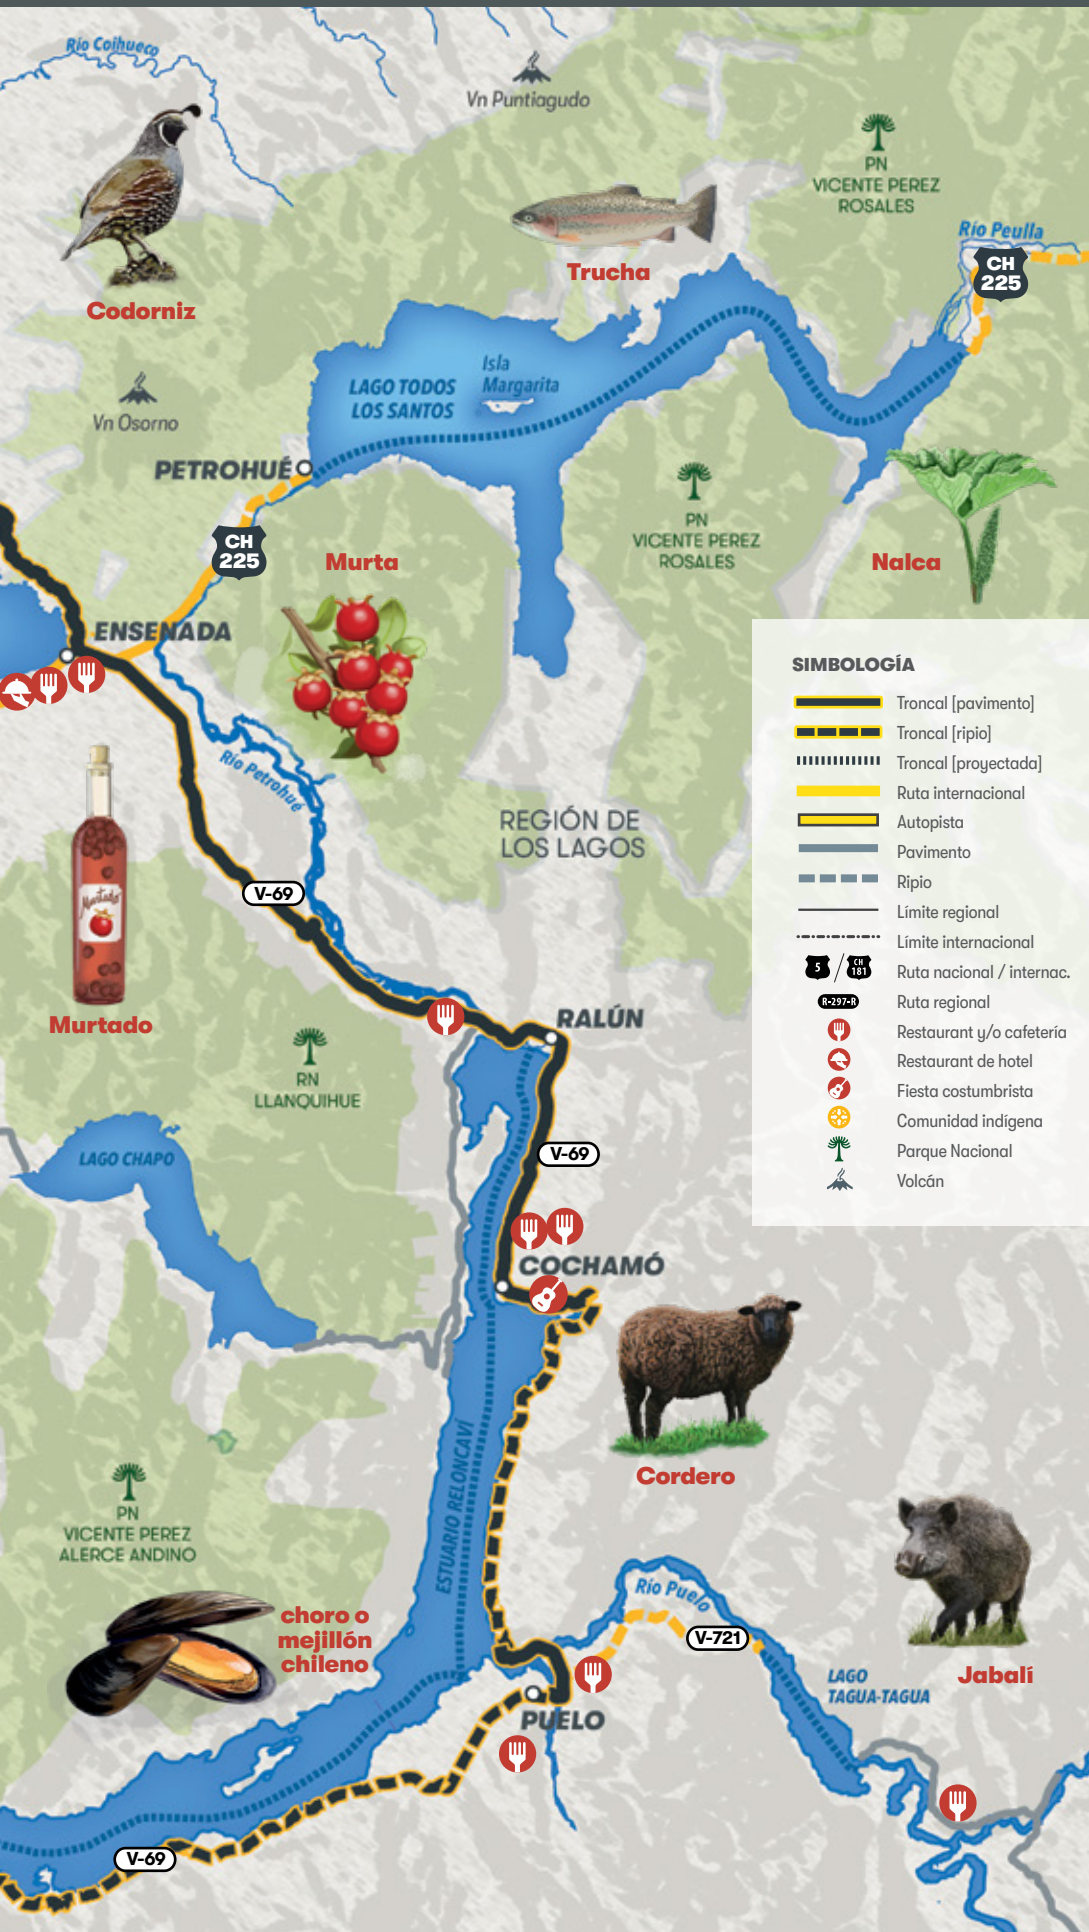 Río Coihueco
Vn Puntiagudo
PN
VICENTE PEREZ
ROSALES
Río Peulla
CH
225
Trucha
Codorniz
Isla
Margarita
LAGO TODOS
LOS SANTOS
Vn Osorno
PETROHUÉ
PN
VICENTE PEREZ
ROSALES
CH
225
Murta
Nalca
ENSENADA
Río Petrohué
REGIÓN DE
LOS LAGOS
SIMBOLOGÍA
Troncal [pavimento]
Troncal [ripio]
Troncal [proyectada]
Ruta internacional
Autopista
Pavimento
Ripio
Límite regional
Límite internacional
5 / CH 181 Ruta nacional / internac.
R-297-R Ruta regional
Restaurant y/o cafetería
Restaurant de hotel
Fiesta costumbrista
Comunidad indígena
Parque Nacional
Volcán
V-69
Murtado
Murtado
RALÚN
RN
LLANQUIHUE
LAGO CHAPO
V-69
COCHAMÓ
Cordero
ESTUARIO RELONCAVÍ
PN
VICENTE PEREZ
ALERCE ANDINO
choro o
mejillón
chileno
Río Puelo
V-721
LAGO
TAGUA-TAGUA
Jabalí
PUELO
V-69